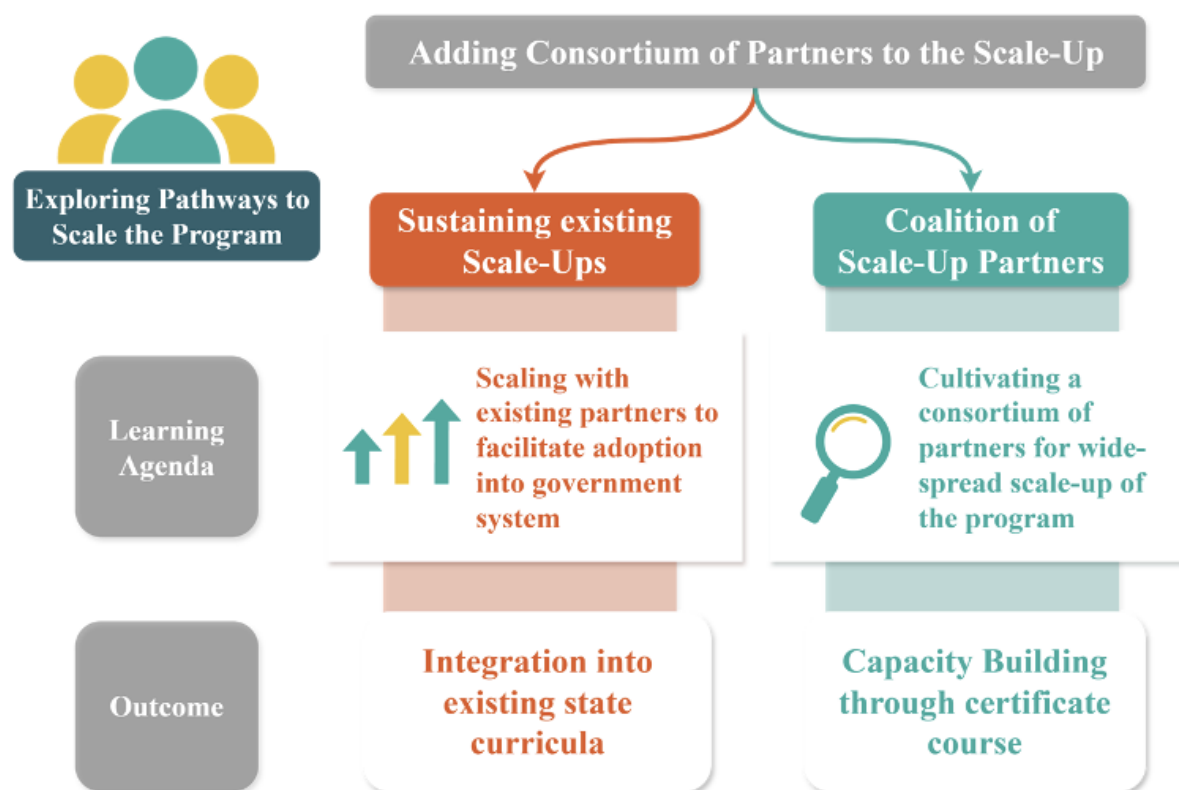 Adding Consortium of Partners to the Scale-Up
Exploring Pathways to
Scale the Program
Sustaining existing
Scale-Ups
Coalition of
Scale-Up Partners
Learning
Agenda
Scaling with
existing partners to
facilitate adoption
into government
system
Cultivating a
consortium of
partners for wide-
spread scale-up of
the program
Outcome
Integration into
existing state
curricula
Capacity Building
through certificate
course